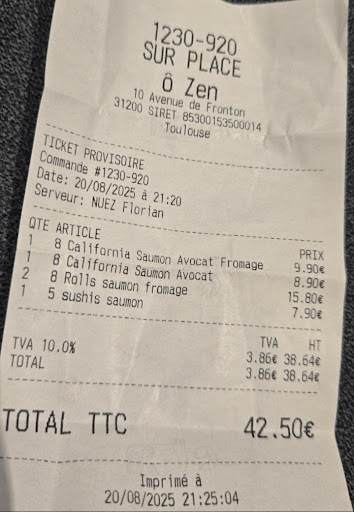 1230-920
SUR PLACE
Ô Zen
10 Avenue de Fronton
31200 SIRET 85300153500014
Toulouse
TICKET PROVISOIRE
Commande #1230-920
Date: 20/08/2025 à 21:20
Serveur: NUEZ Florian
QTE ARTICLE PRIX
1 8 California Saumon Avocat Fromage 9.90€
1 8 California Saumon Avocat 8.90€
2 8 Rolls saumon fromage 15.80€
1 5 sushis saumon 7.90€
TVA HT
TVA 10.0% 3.86€ 38.64€
TOTAL 3.86€ 38.64€
TOTAL TTC 42.50€
Imprimé à
20/08/2025 21:25:04